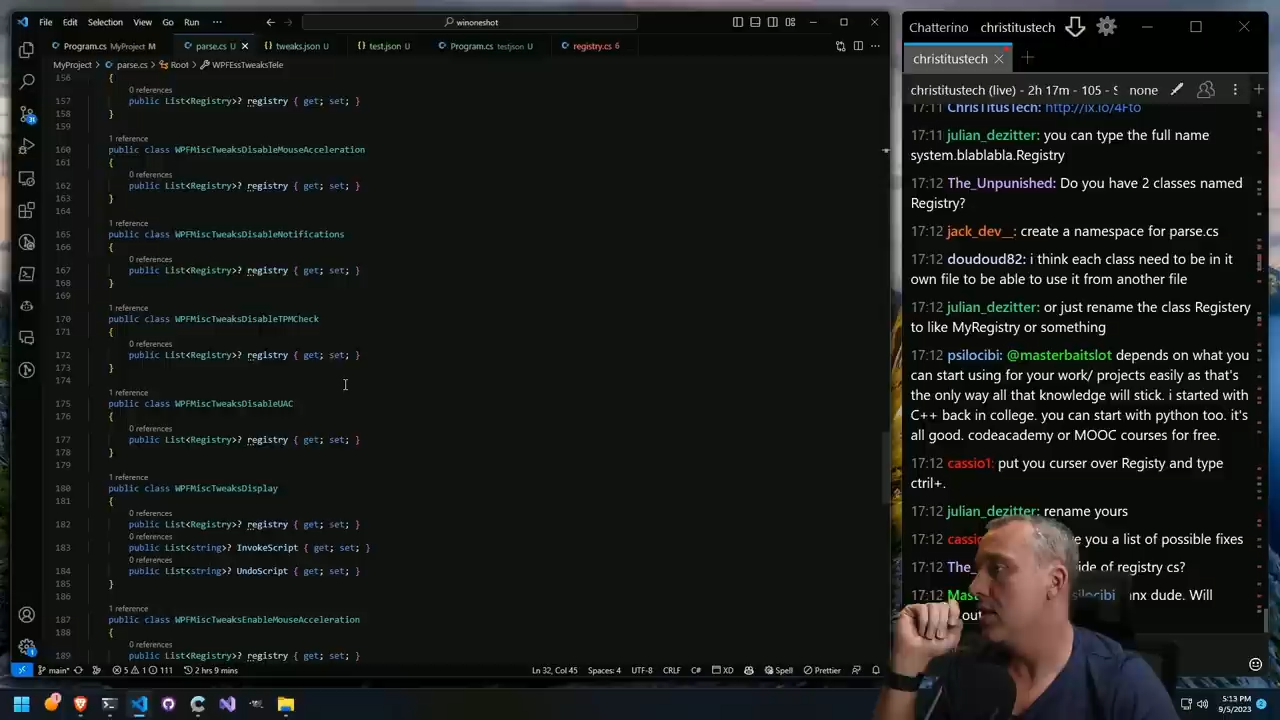 File Edit Selection View Go Run ··· winoneshot
Program.cs MyProject M parse.cs U tweaks.json U test.json U Program.cs testjson U registry.cs 6
MyProject > parse.cs > Root > WPFEssTweaksTele
156 {
0 references
157 public List<Registry>? registry { get; set; }
158 }
159
1 reference
160 public class WPFMiscTweaksDisableMouseAcceleration
161 {
0 references
162 public List<Registry>? registry { get; set; }
163 }
164
1 reference
165 public class WPFMiscTweaksDisableNotifications
166 {
0 references
167 public List<Registry>? registry { get; set; }
168 }
169
1 reference
170 public class WPFMiscTweaksDisableTPMCheck
171 {
0 references
172 public List<Registry>? registry { get; set; }
173 }
174
1 reference
175 public class WPFMiscTweaksDisableUAC
176 {
0 references
177 public List<Registry>? registry { get; set; }
178 }
179
1 reference
180 public class WPFMiscTweaksDisplay
181 {
0 references
182 public List<Registry>? registry { get; set; }
0 references
183 public List<string>? InvokeScript { get; set; }
0 references
184 public List<string>? UndoScript { get; set; }
185 }
186
1 reference
187 public class WPFMiscTweaksEnableMouseAcceleration
188 {
0 references
189 public List<Registry>? registry { get; set; }
main* 5 1 111 2 hrs 9 mins Ln 32, Col 45 Spaces: 4 UTF-8 CRLF C# XD Spell Prettier
Chatterino christitustech
christitustech
christitustech (live) - 2h 17m - 105 - none
17:11 ChrisTitusTech: http://ix.io/4Fto
17:11 julian_dezitter: you can type the full name
system.blablabla.Registry
17:12 The_Unpunished: Do you have 2 classes named
Registry?
17:12 jack_dev__: create a namespace for parse.cs
17:12 doudoud82: i think each class need to be in it
own file to be able to use it from another file
17:12 julian_dezitter: or just rename the class Registery
to like MyRegistry or something
17:12 psilocibi: @masterbaitslot depends on what you
can start using for your work/ projects easily as that's
the only way all that knowledge will stick. i started with
C++ back in college. you can start with python too. it's
all good. codeacademy or MOOC courses for free.
17:12 cassio1: put you curser over Registy and type
ctril+.
17:12 julian_dezitter: rename yours
17:12 a list of possible fixes
17:12 ide of registry cs?
17:12 dude. Will
5:13 PM
9/5/2023